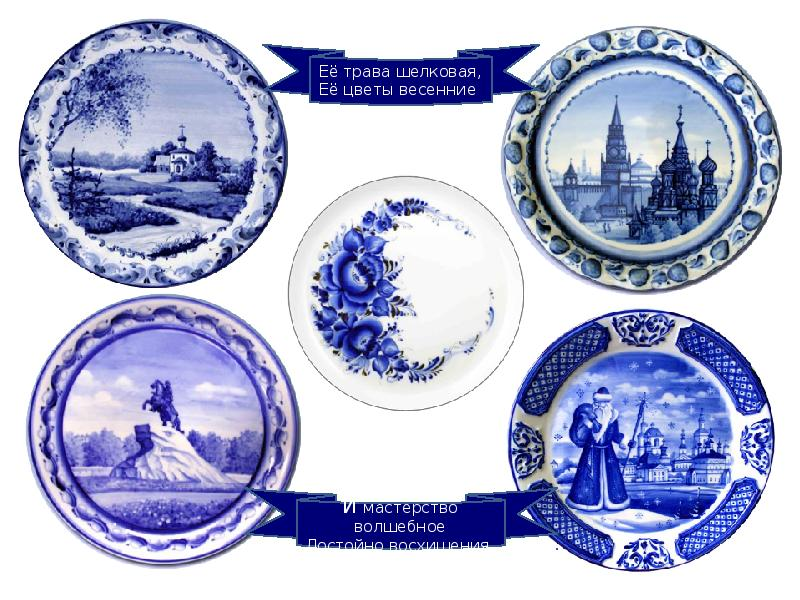 Её трава шелковая,
Её цветы весенние
И мастерство
волшебное
Достойно восхищения